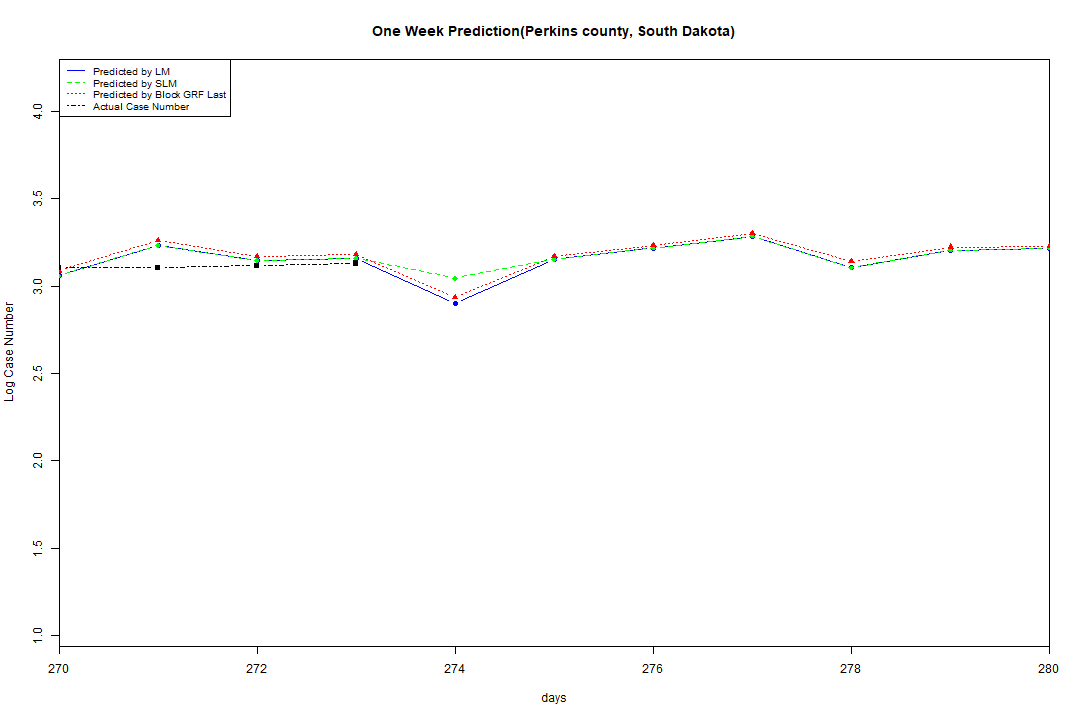 One Week Prediction(Perkins county, South Dakota)
Predicted by LM
Predicted by SLM
Predicted by Block GRF Last
Actual Case Number
4.0
3.5
3.0
2.5
2.0
1.5
1.0
Log Case Number
270 272 274 276 278 280
days